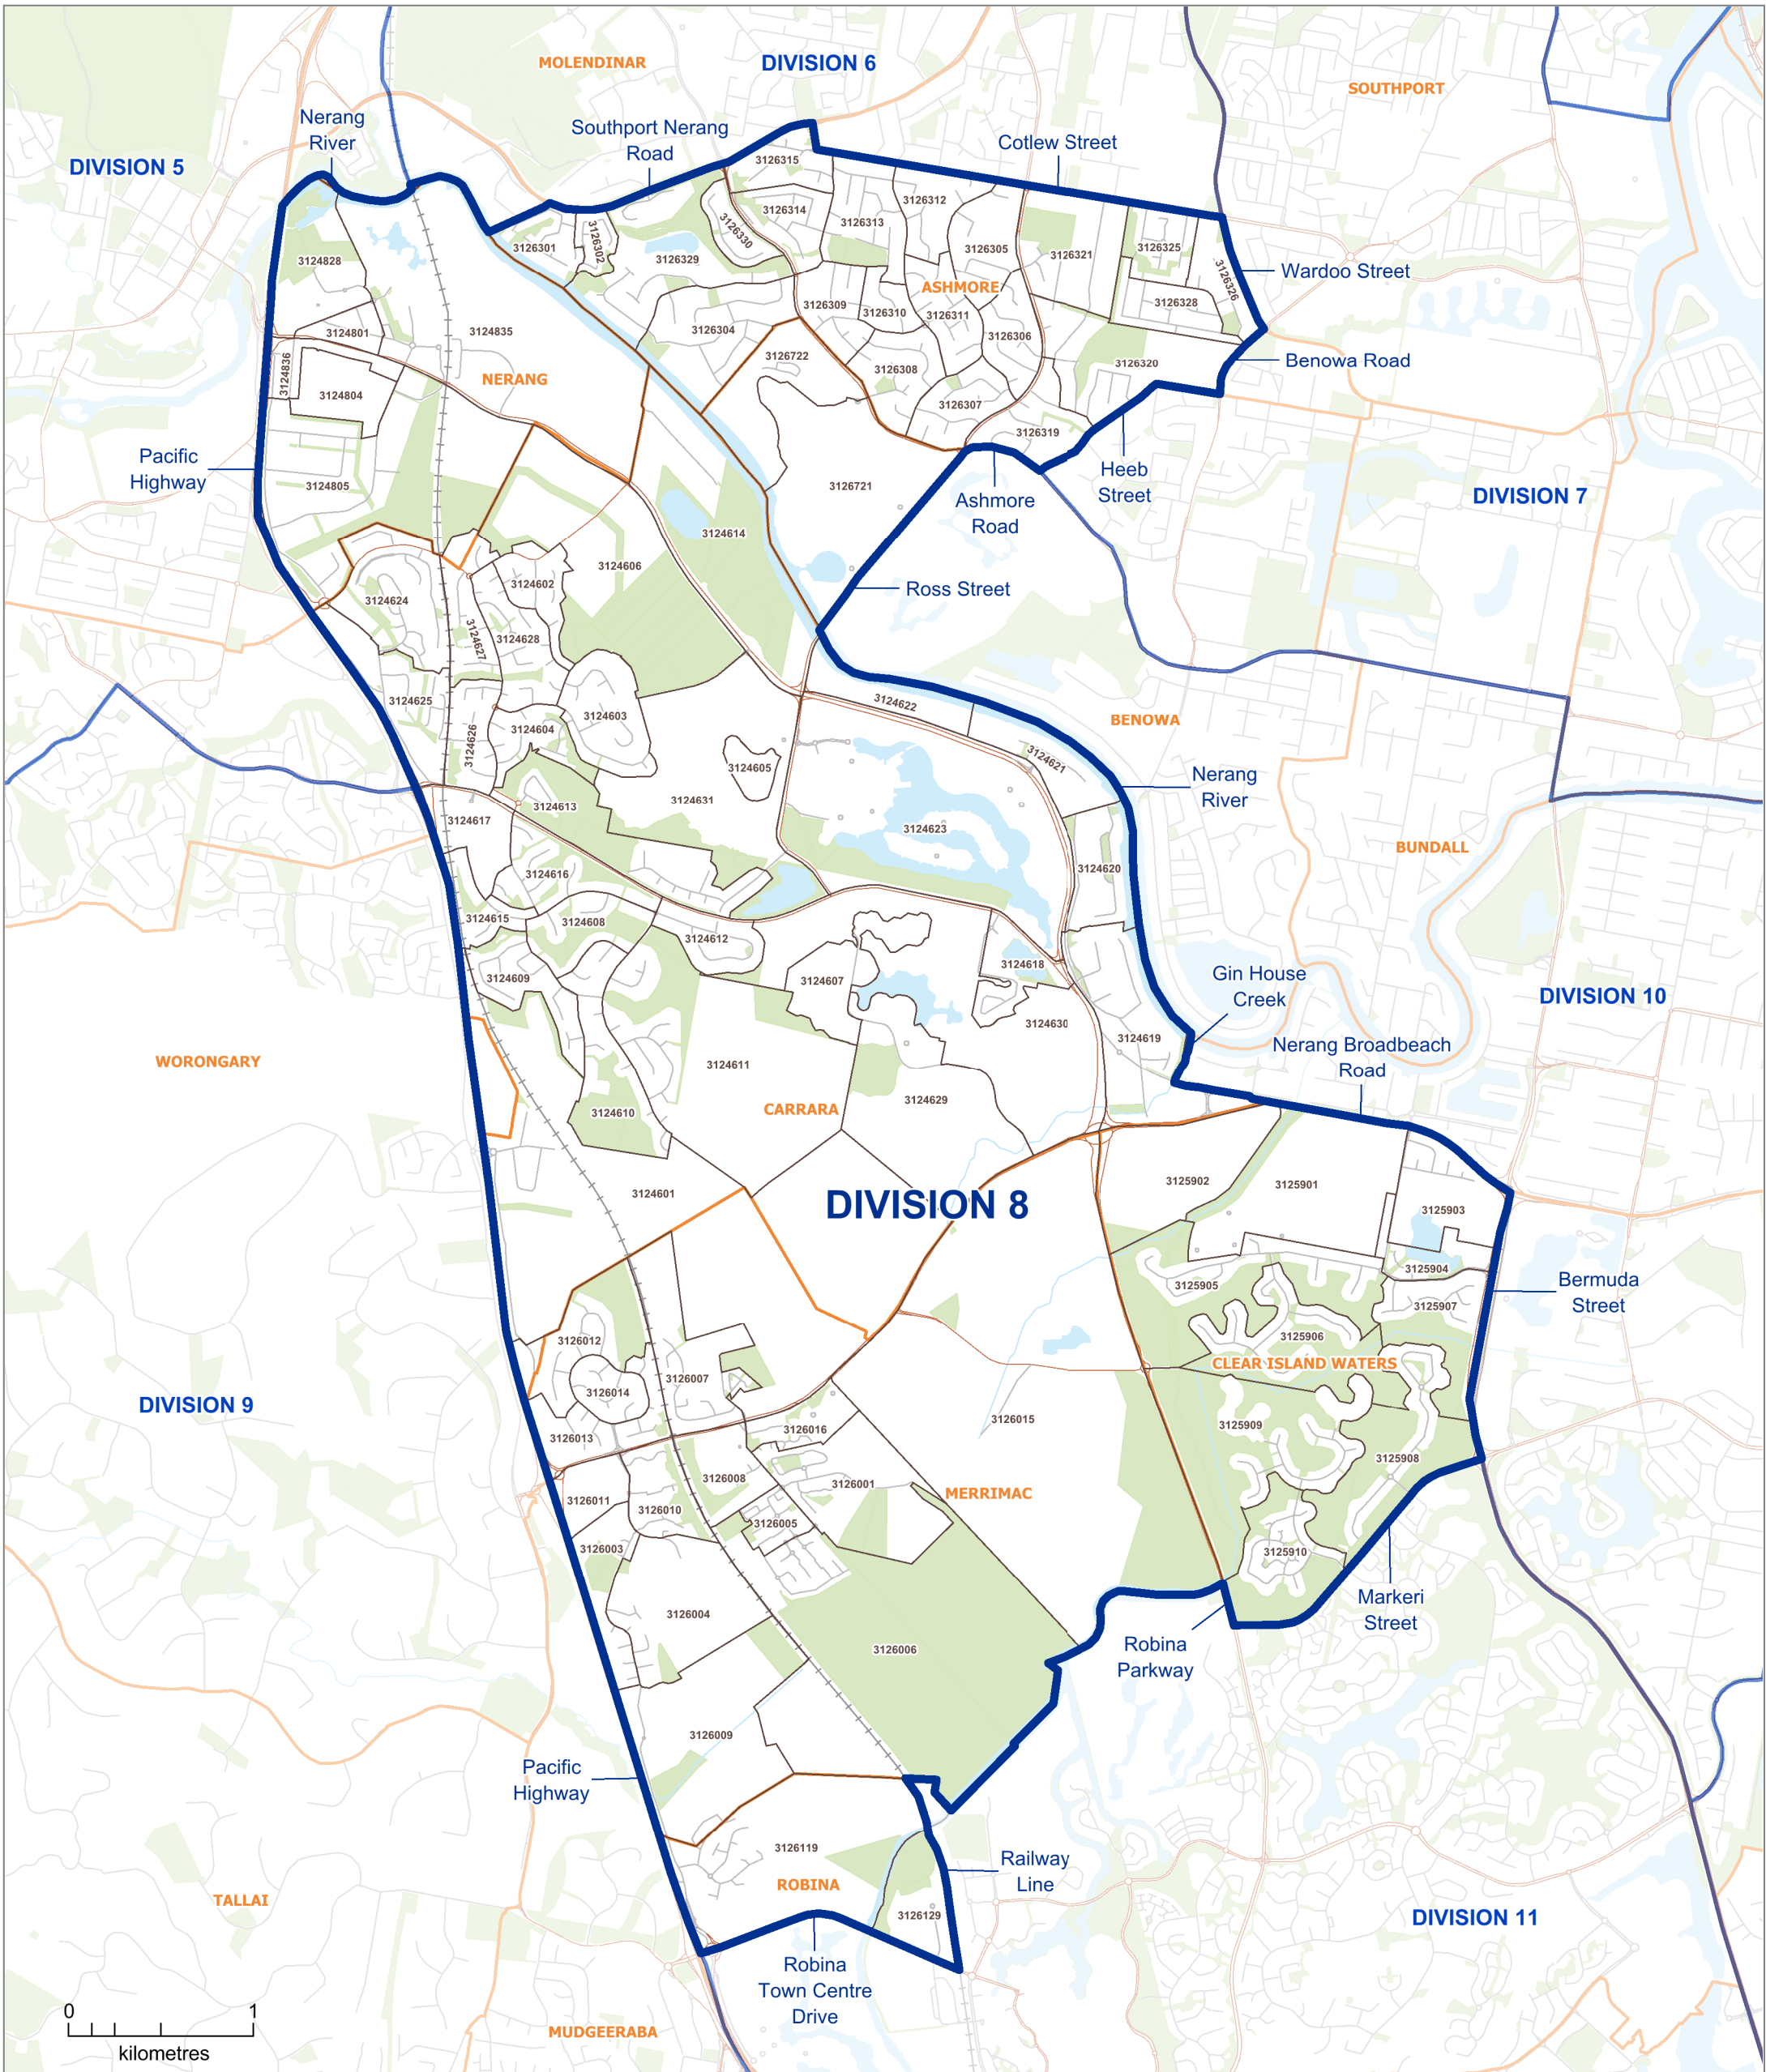 MOLENDINAR
DIVISION 6
SOUTHPORT
Nerang
River
Southport Nerang
Road
Cotlew Street
DIVISION 5
3126315
3126312
3126314
3126313
3126330
3126301
3126302
3126329
3126305
3126321
3126325
3126326
Wardoo Street
3124828
ASHMORE
3126328
3124801
3124835
3126304
3126309
3126310
3126311
3126306
3124836
3126722
3126308
3126320
Benowa Road
NERANG
3124804
3126307
3126319
Pacific
Highway
3124805
3126721
Ashmore
Road
Heeb
Street
DIVISION 7
3124614
3124606
3124602
Ross Street
3124624
3124627
3124628
3124625
3124622
3124603
BENOWA
3124626
3124604
3124621
3124605
Nerang
River
3124613
3124631
3124617
3124623
BUNDALL
3124616
3124620
3124615
3124608
3124612
3124618
3124609
3124607
Gin House
Creek
DIVISION 10
3124630
3124619
Nerang Broadbeach
Road
WORONGARY
3124611
3124610
CARRARA
3124629
3125902
3125901
3124601
DIVISION 8
3125903
3125904
3125905
Bermuda
Street
3125907
3126012
3125906
CLEAR ISLAND WATERS
3126007
3126014
DIVISION 9
3126015
3125909
3126016
3126013
3125908
3126008
3126001
MERRIMAC
3126011
3126010
3126005
3126003
3125910
Markeri
Street
3126004
Robina
Parkway
3126006
3126009
Pacific
Highway
3126119
Railway
Line
ROBINA
TALLAI
3126129
DIVISION 11
Robina
Town Centre
Drive
0 1
kilometres
MUDGEERABA